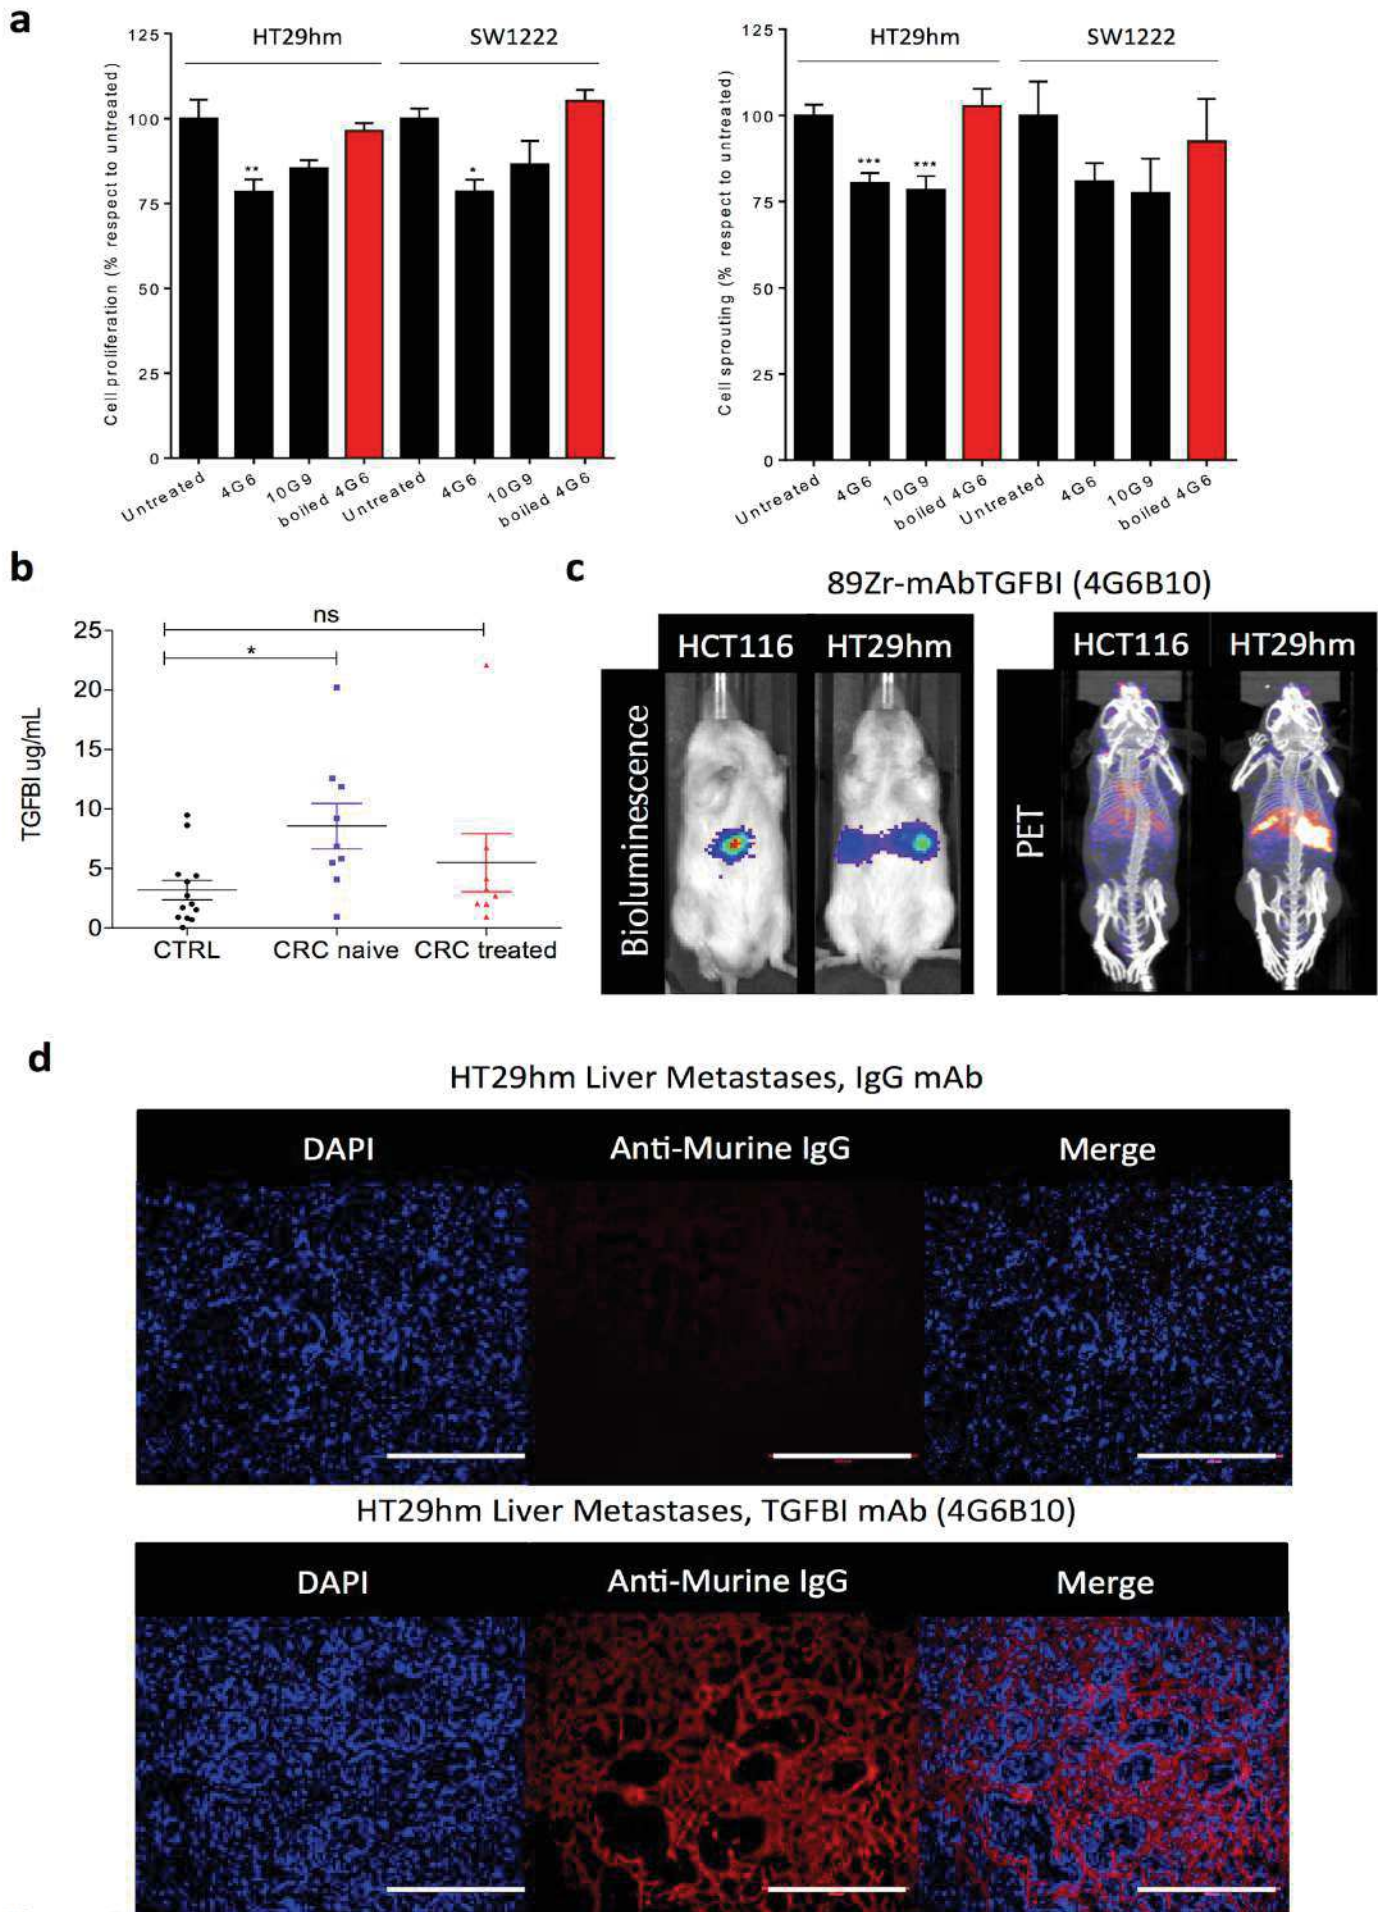 a
HT29hm
SW1222
Cell proliferation (% respect to untreated)
125
100
75
50
25
0
**
*
Untreated
4G6
10G9
boiled 4G6
Untreated
4G6
10G9
boiled 4G6
HT29hm
SW1222
Cell sprouting (% respect to untreated)
125
100
75
50
25
0
***
***
Untreated
4G6
10G9
boiled 4G6
Untreated
4G6
10G9
boiled 4G6
b
TGFBI ug/mL
25
20
15
10
5
0
ns
*
CTRL
CRC naive
CRC treated
c
89Zr-mAbTGFBI (4G6B10)
HCT116
HT29hm
Bioluminescence
HCT116
HT29hm
PET
d
HT29hm Liver Metastases, IgG mAb
DAPI
Anti-Murine IgG
Merge
HT29hm Liver Metastases, TGFBI mAb (4G6B10)
DAPI
Anti-Murine IgG
Merge